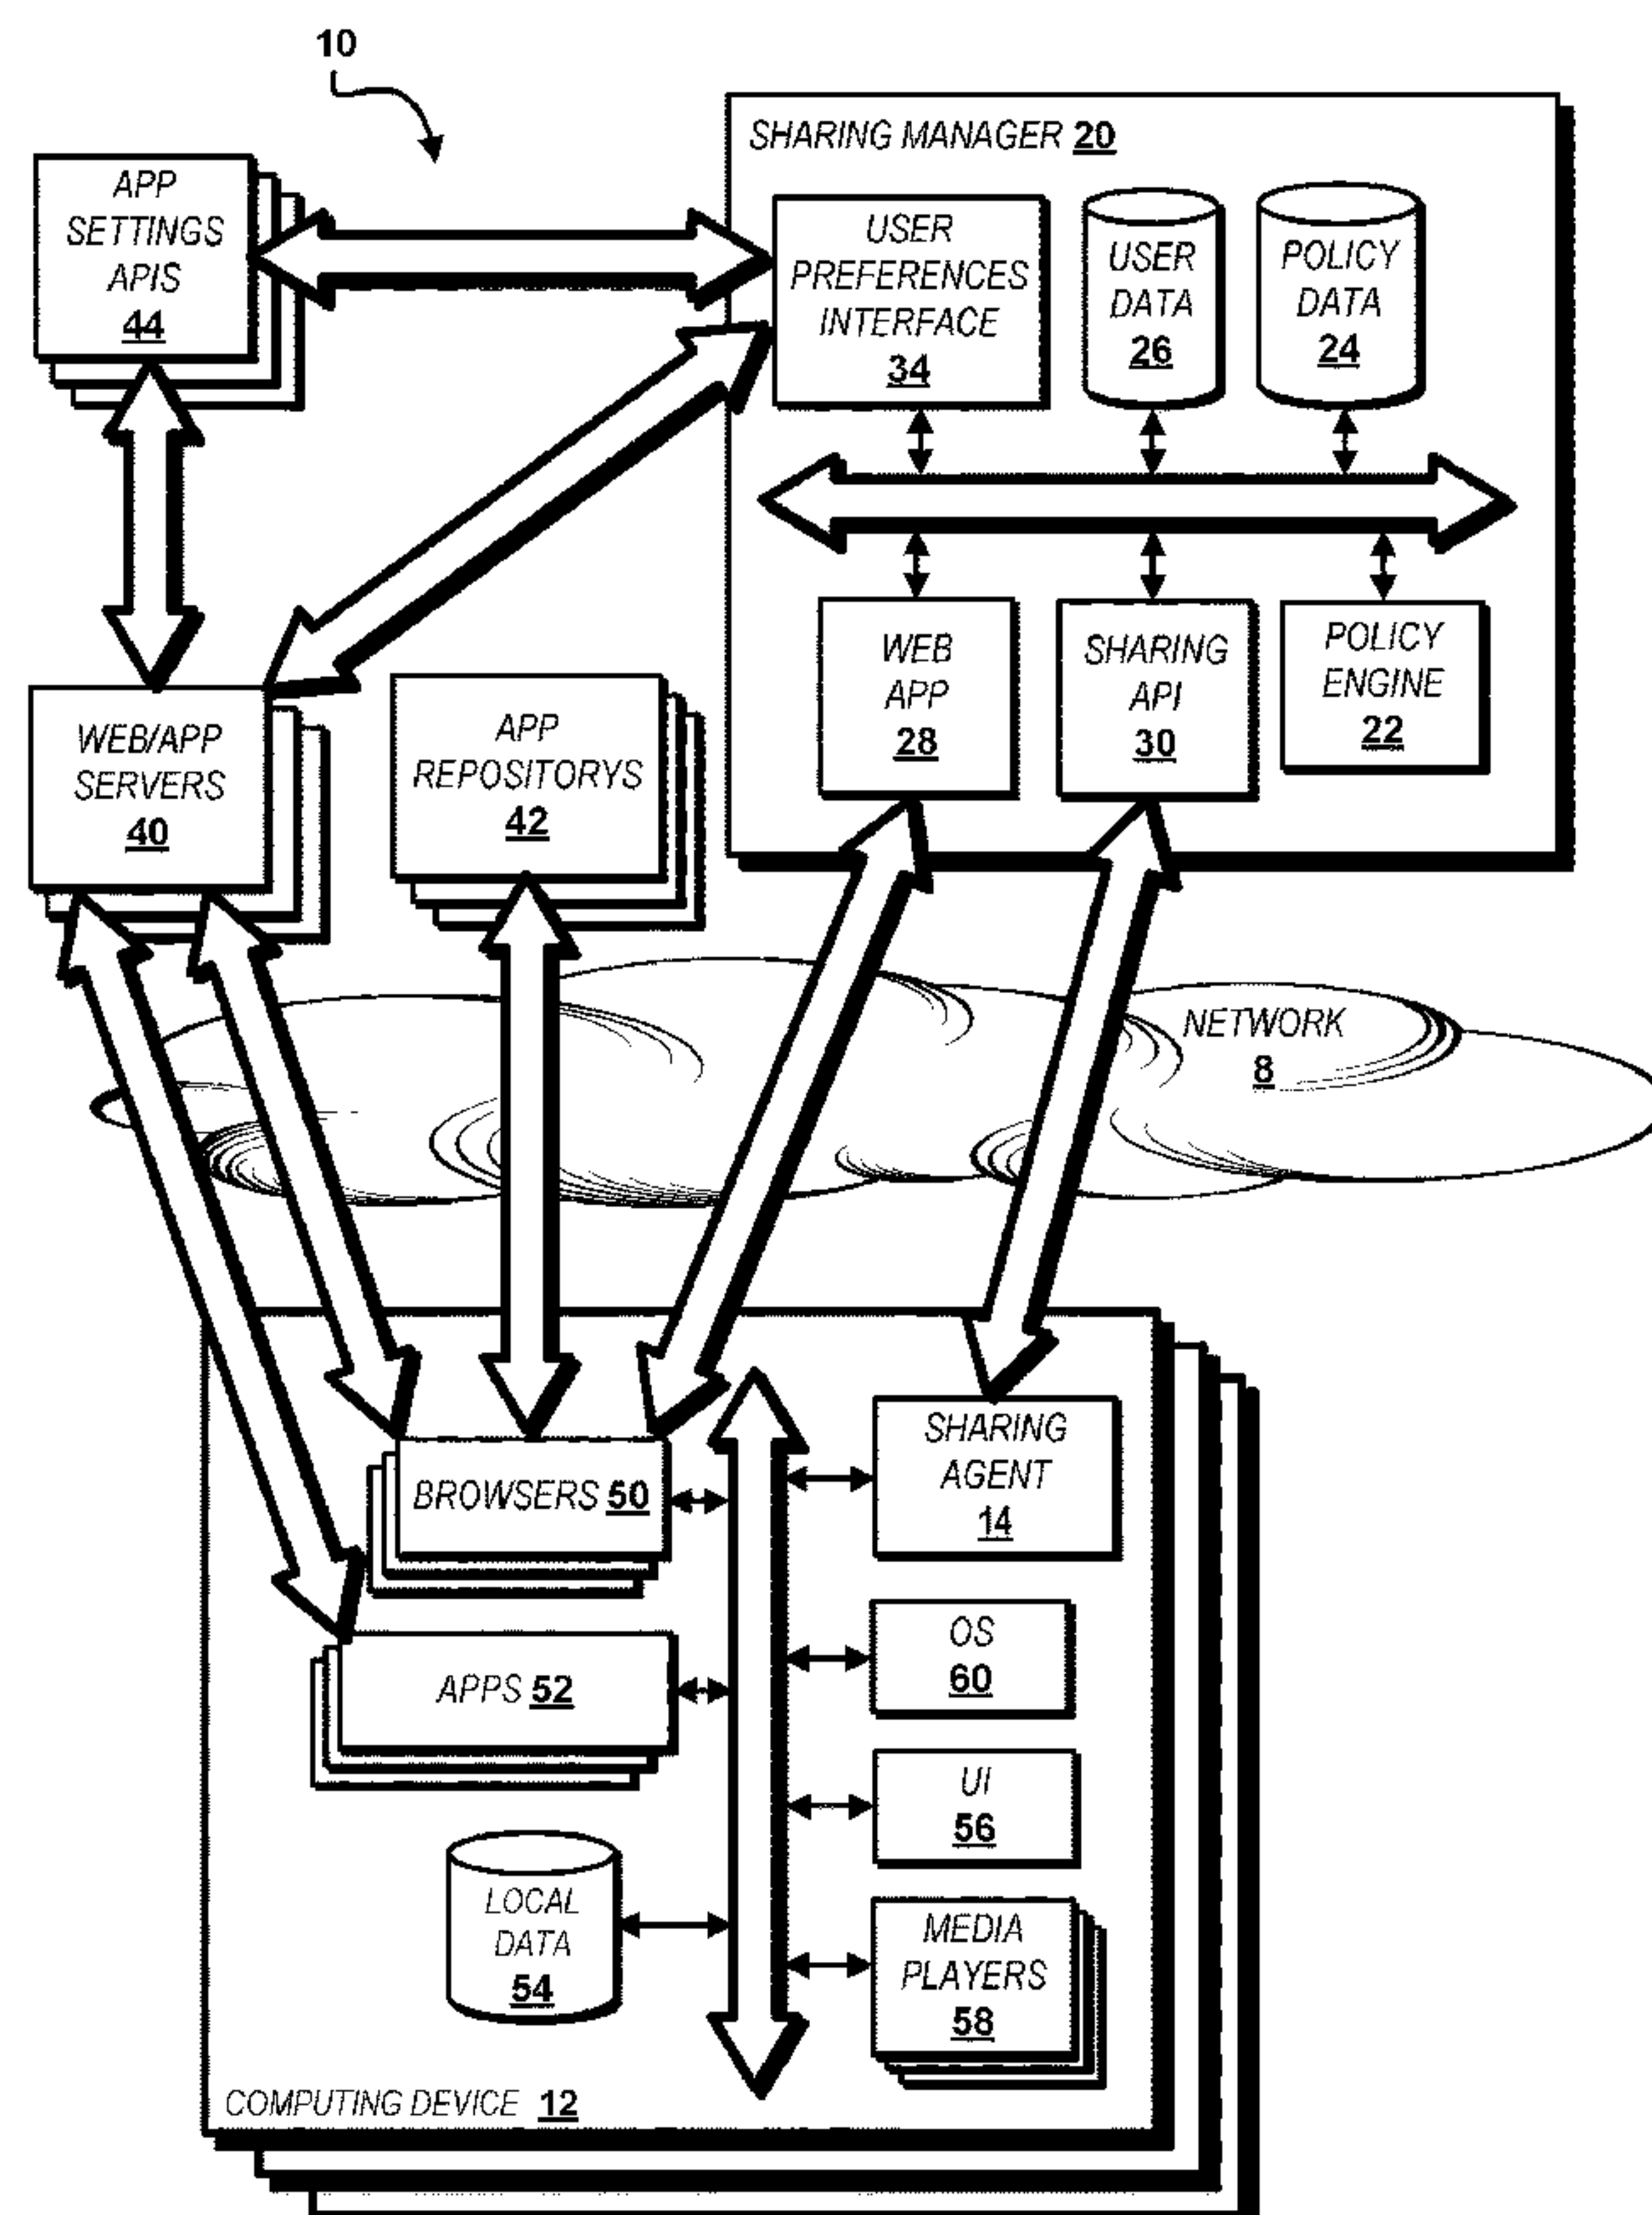 10
SHARING MANAGER 20
APP
SETTINGS
APIS
44
USER
PREFERENCES
INTERFACE
34
USER
DATA
26
POLICY
DATA
24
WEB
APP
28
SHARING
API
30
POLICY
ENGINE
22
WEB/APP
SERVERS
40
APP
REPOSITORYS
42
NETWORK
8
SHARING
AGENT
14
BROWSERS 50
OS
60
APPS 52
UI
56
LOCAL
DATA
54
MEDIA
PLAYERS
58
COMPUTING DEVICE 12